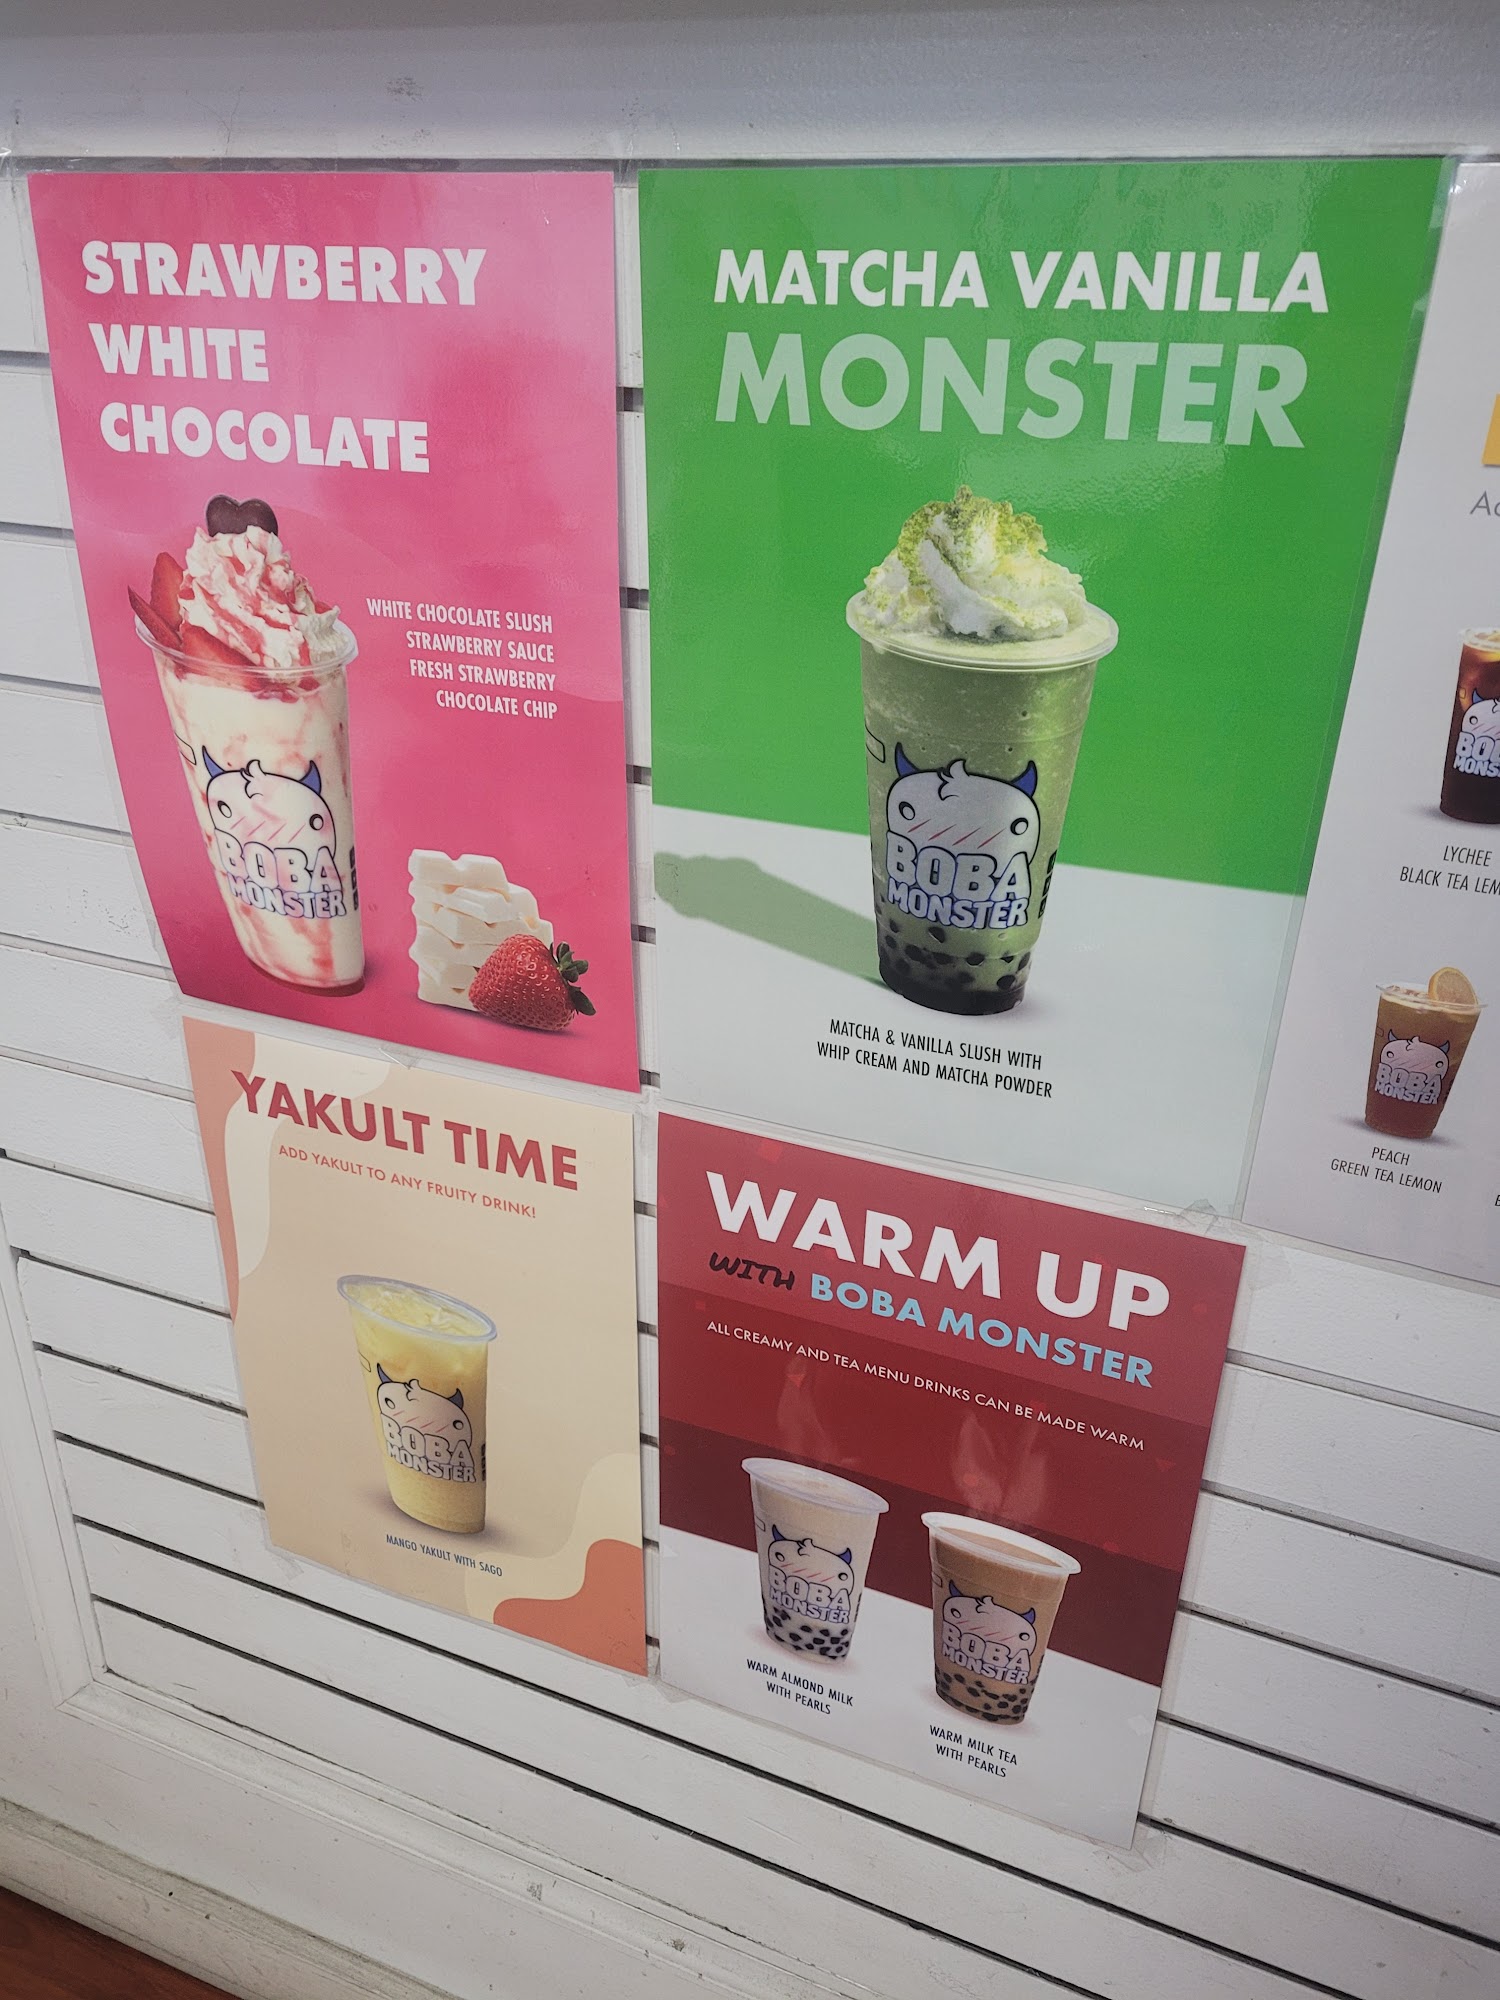 STRAWBERRY
WHITE
CHOCOLATE
WHITE CHOCOLATE SLUSH
STRAWBERRY SAUCE
FRESH STRAWBERRY
CHOCOLATE CHIP
BOBA
MONSTER
MATCHA VANILLA
MONSTER
BOBA
MONSTER
MATCHA & VANILLA SLUSH WITH
WHIP CREAM AND MATCHA POWDER
LYCHEE
BLACK TEA
BOBA
MONSTER
PEACH
GREEN TEA LEMON
YAKULT TIME
ADD YAKULT TO ANY FRUITY DRINK!
BOBA
MONSTER
MANGO YAKULT WITH SAGO
WARM UP
WITH BOBA MONSTER
ALL CREAMY AND TEA MENU DRINKS CAN BE MADE WARM
BOBA
MONSTER
WARM ALMOND MILK
WITH PEARLS
BOBA
MONSTER
WARM MILK TEA
WITH PEARLS